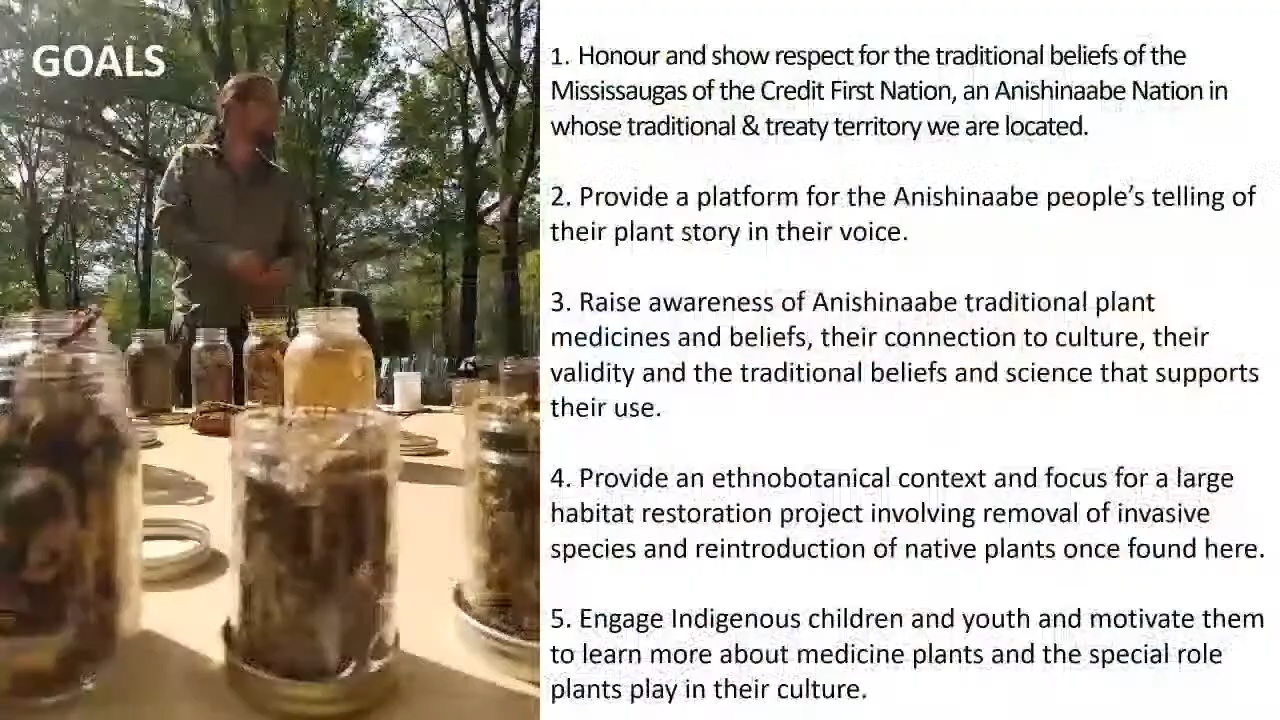 GOALS
1. Honour and show respect for the traditional beliefs of the
Mississaugas of the Credit First Nation, an Anishinaabe Nation in
whose traditional & treaty territory we are located.
2. Provide a platform for the Anishinaabe people’s telling of
their plant story in their voice.
3. Raise awareness of Anishinaabe traditional plant
medicines and beliefs, their connection to culture, their
validity and the traditional beliefs and science that supports
their use.
4. Provide an ethnobotanical context and focus for a large
habitat restoration project involving removal of invasive
species and reintroduction of native plants once found here.
5. Engage Indigenous children and youth and motivate them
to learn more about medicine plants and the special role
plants play in their culture.